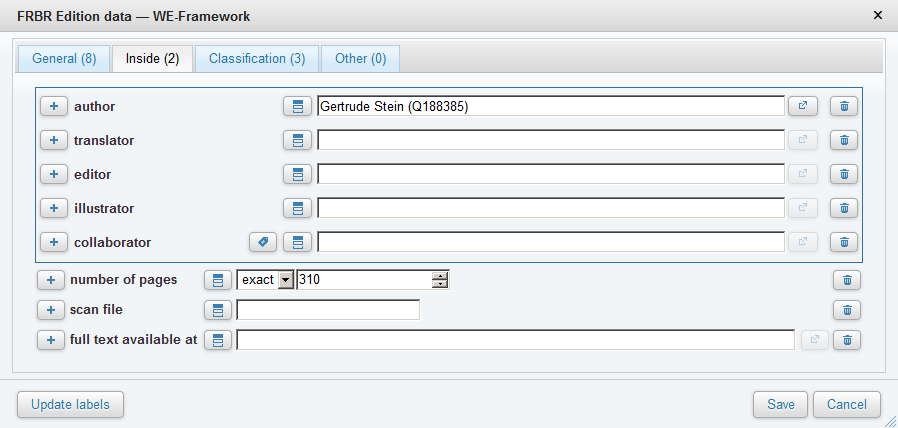 FRBR Edition data — WE-Framework
General (8) Inside (2) Classification (3) Other (0)
author Gertrude Stein (Q188385)
translator
editor
illustrator
collaborator
number of pages exact 310
scan file
full text available at
Update labels Save Cancel